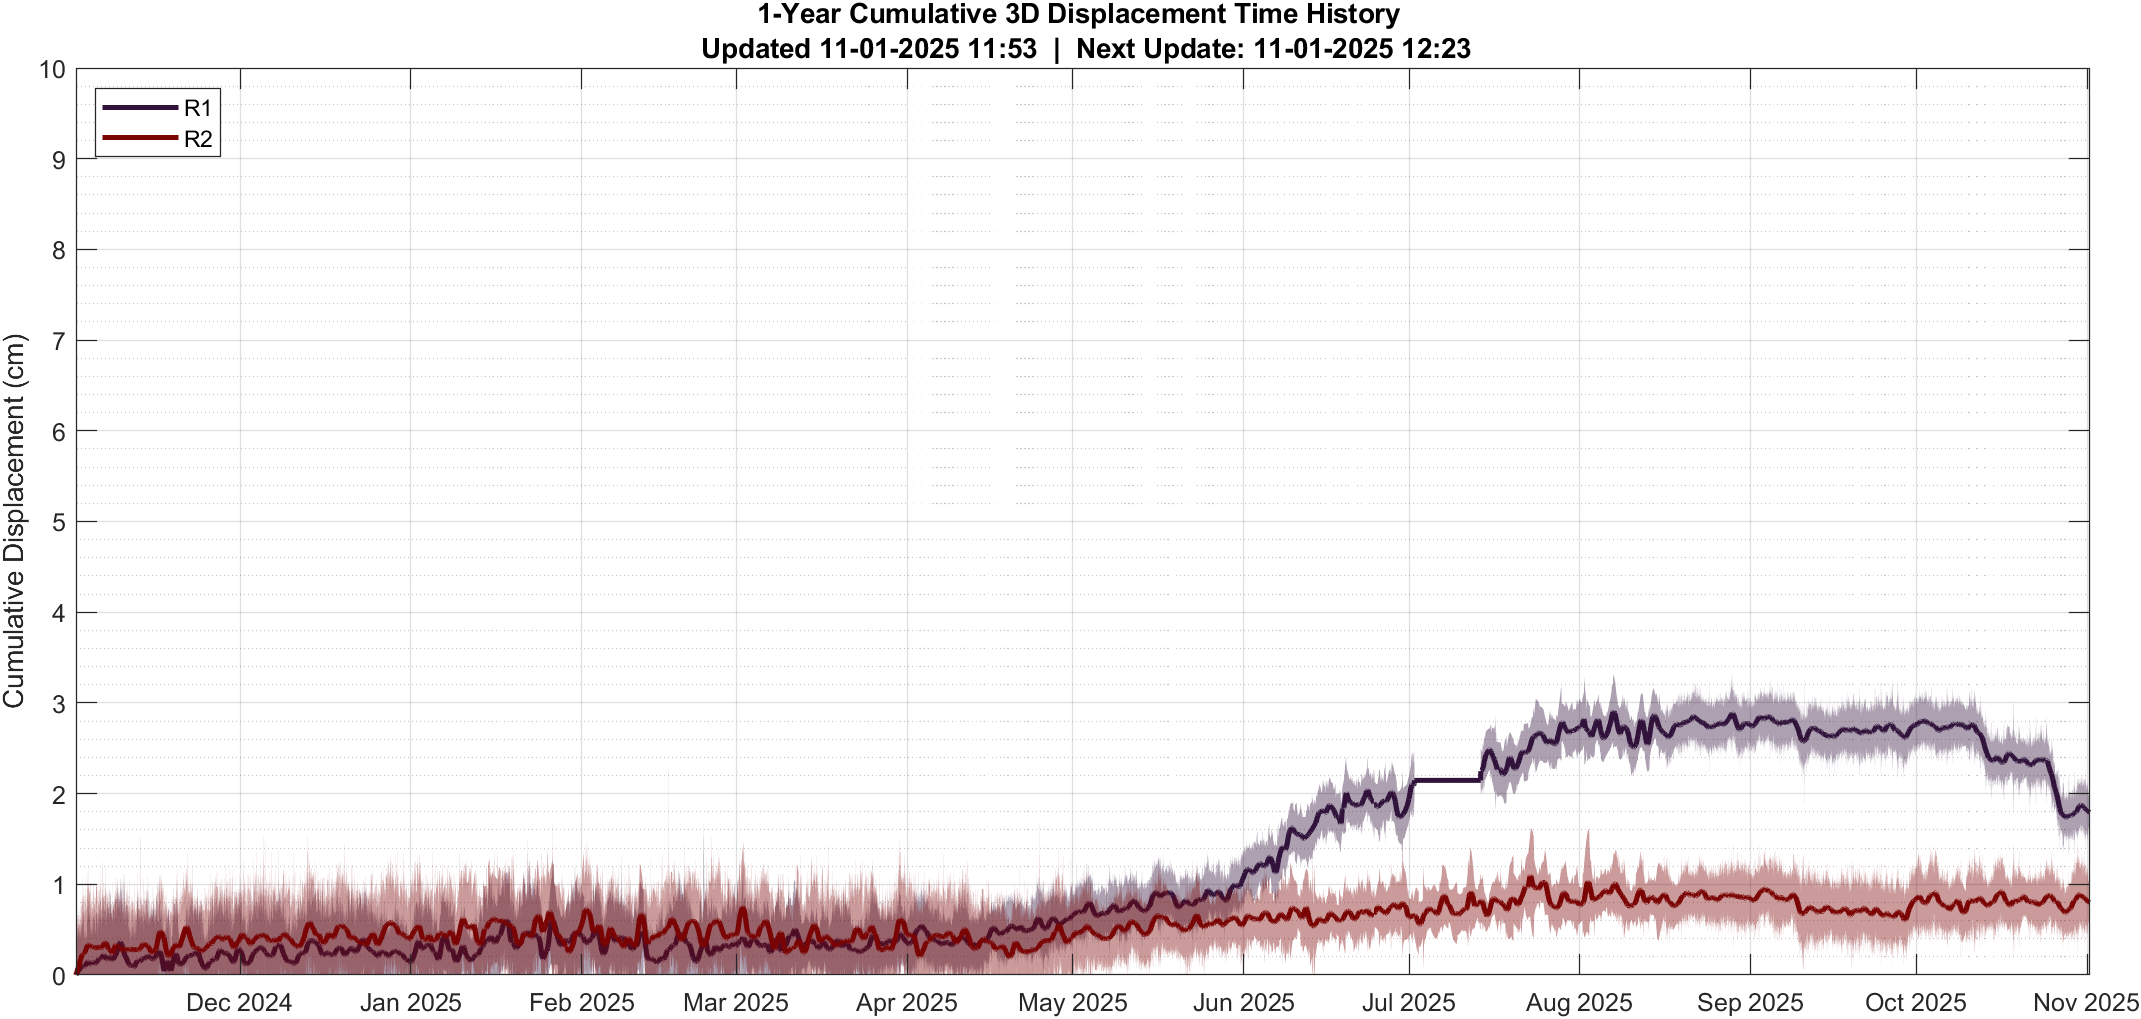 1-Year Cumulative 3D Displacement Time History
Updated 11-01-2025 11:53 | Next Update: 11-01-2025 12:23
R1
R2
Cumulative Displacement (cm)
10
9
8
7
6
5
4
3
2
1
0
Dec 2024 Jan 2025 Feb 2025 Mar 2025 Apr 2025 May 2025 Jun 2025 Jul 2025 Aug 2025 Sep 2025 Oct 2025 Nov 2025